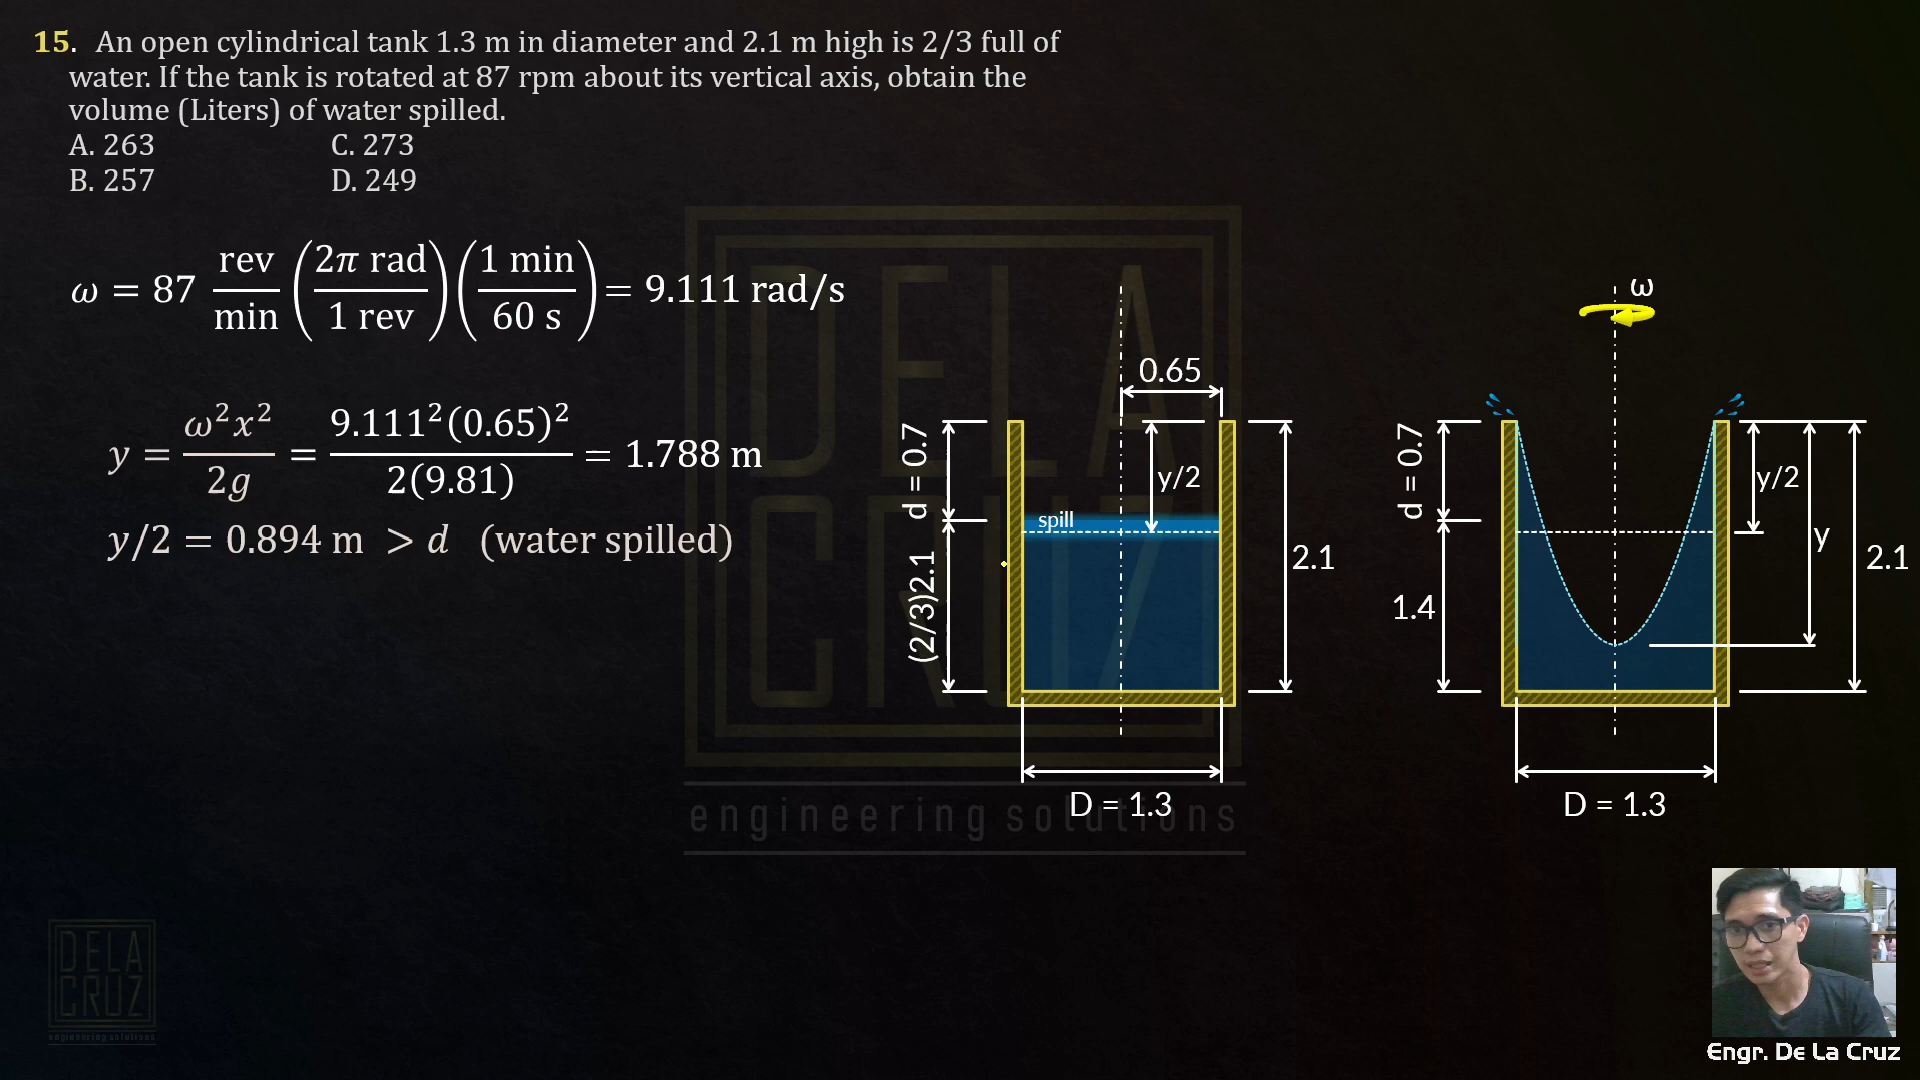 15. An open cylindrical tank 1.3 m in diameter and 2.1 m high is 2/3 full of
water. If the tank is rotated at 87 rpm about its vertical axis, obtain the
volume (Liters) of water spilled.
A. 263 C. 273
B. 257 D. 249
ω = 87 rev/min (2π rad/1 rev) (1 min/60 s) = 9.111 rad/s
y = ω²x²/2g = 9.111²(0.65)²/2(9.81) = 1.788 m
y/2 = 0.894 m > d (water spilled)
0.65
d = 0.7
y/2
spill
(2/3)2.1
2.1
D = 1.3
ω
d = 0.7
y/2
y
1.4
2.1
D = 1.3
DELA
CRUZ
engineering solutions
DELA
CRUZ
engineering solutions
Engr. De La Cruz